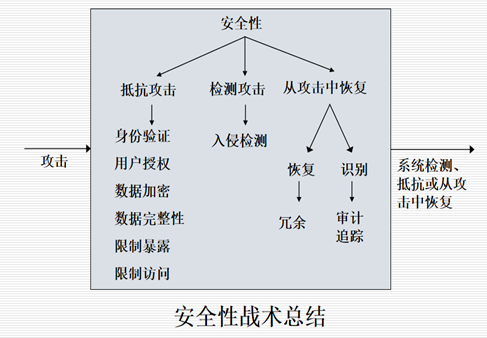 安全性
抵抗攻击
检测攻击
从攻击中恢复
身份验证
用户授权
数据加密
数据完整性
限制暴露
限制访问
入侵检测
恢复
识别
冗余
审计
追踪
攻击
系统检测、
抵抗或从攻
击中恢复
安全性战术总结